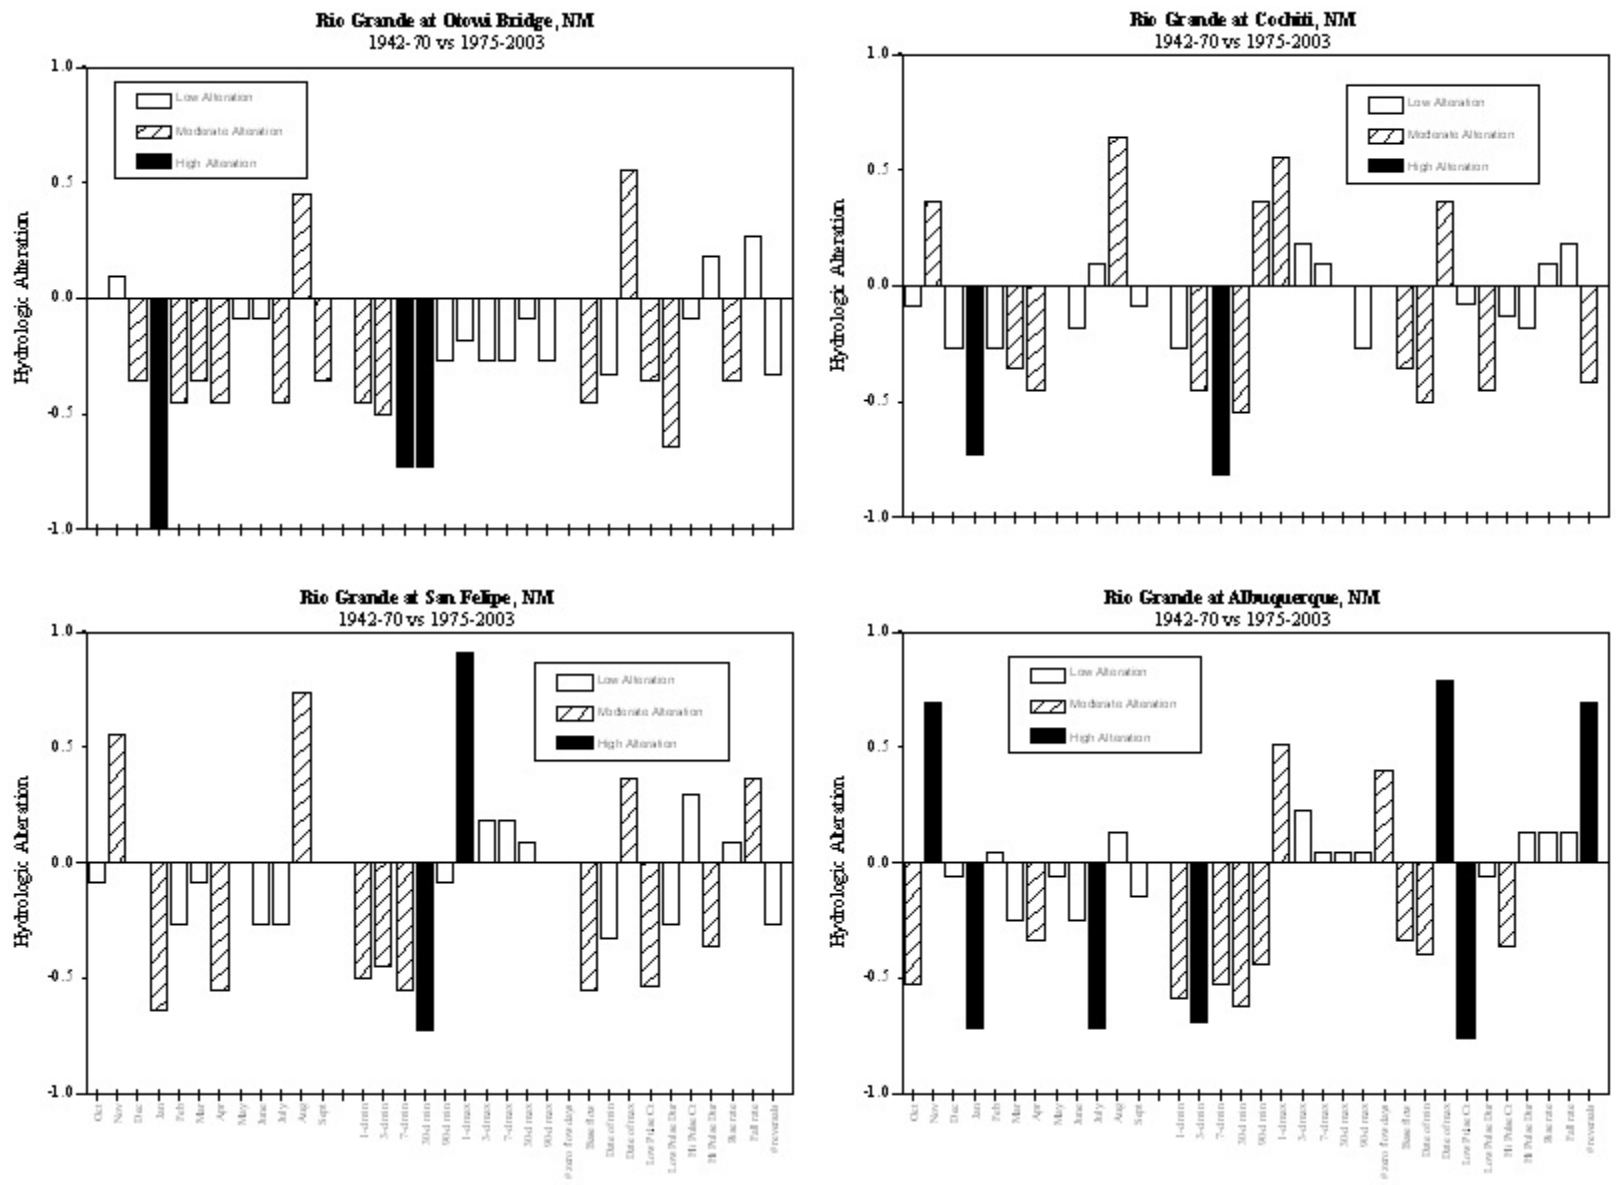 Rio Grande at Otowi Bridge, NM
1942-70 vs 1975-2003
1.0
0.5
0.0
-0.5
-1.0
Hydrologic Alteration
Low Alteration
Moderate Alteration
High Alteration
Rio Grande at Cochiti, NM
1942-70 vs 1975-2003
1.0
0.5
0.0
-0.5
-1.0
Hydrologic Alteration
Low Alteration
Moderate Alteration
High Alteration
Rio Grande at San Felipe, NM
1942-70 vs 1975-2003
1.0
0.5
0.0
-0.5
-1.0
Hydrologic Alteration
Low Alteration
Moderate Alteration
High Alteration
Oct
Nov
Dec
Jan
Feb
Mar
Apr
May
June
July
Aug
Sept
1-d min
3-d min
7-d min
30-d min
90-d min
1-d max
3-d max
7-d max
30-d max
90-d max
# zero flow days
Base flow
Date of min
Date of max
Low Pulse Ct
Low Pulse Dur
Hi Pulse Ct
Hi Pulse Dur
Rise rate
Fall rate
# reversals
Rio Grande at Albuquerque, NM
1942-70 vs 1975-2003
1.0
0.5
0.0
-0.5
-1.0
Hydrologic Alteration
Low Alteration
Moderate Alteration
High Alteration
Oct
Nov
Dec
Jan
Feb
Mar
Apr
May
June
July
Aug
Sept
1-d min
3-d min
7-d min
30-d min
90-d min
1-d max
3-d max
7-d max
30-d max
90-d max
# zero flow days
Base flow
Date of min
Date of max
Low Pulse Ct
Low Pulse Dur
Hi Pulse Ct
Hi Pulse Dur
Rise rate
Fall rate
# reversals